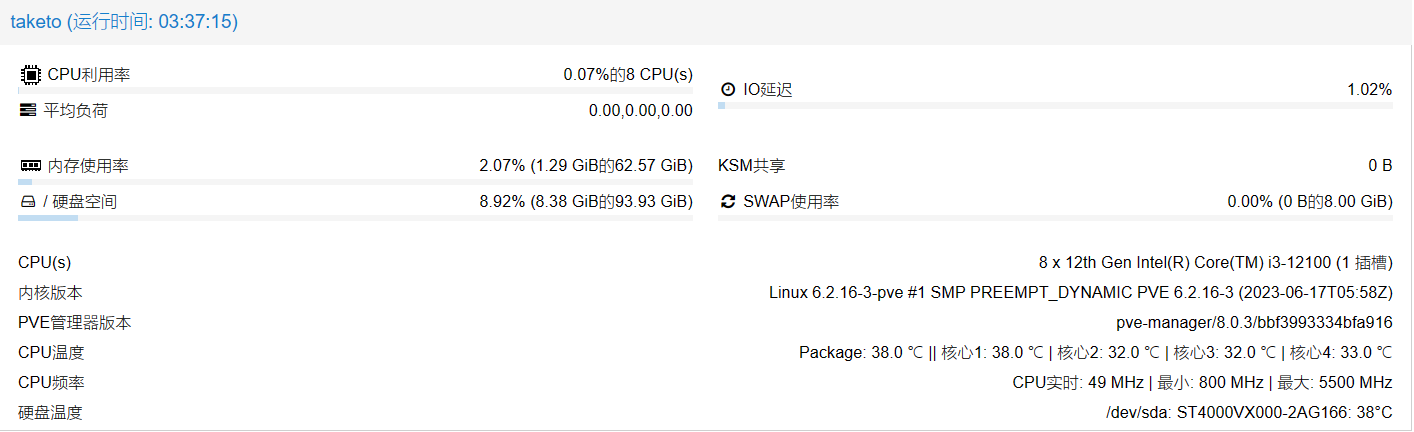 taketo (运行时间: 03:37:15)
CPU利用率 0.07%的8 CPU(s)
IO延迟 1.02%
平均负荷 0.00,0.00,0.00
内存使用率 2.07% (1.29 GiB的62.57 GiB)
KSM共享 0 B
/ 硬盘空间 8.92% (8.38 GiB的93.93 GiB)
SWAP使用率 0.00% (0 B的8.00 GiB)
CPU(s) 8 x 12th Gen Intel(R) Core(TM) i3-12100 (1 插槽)
内核版本 Linux 6.2.16-3-pve #1 SMP PREEMPT_DYNAMIC PVE 6.2.16-3 (2023-06-17T05:58Z)
PVE管理器版本 pve-manager/8.0.3/bbf3993334bfa916
CPU温度 Package: 38.0 ℃ || 核心1: 38.0 ℃ | 核心2: 32.0 ℃ | 核心3: 32.0 ℃ | 核心4: 33.0 ℃
CPU频率 CPU实时: 49 MHz | 最小: 800 MHz | 最大: 5500 MHz
硬盘温度 /dev/sda: ST4000VX000-2AG166: 38°C